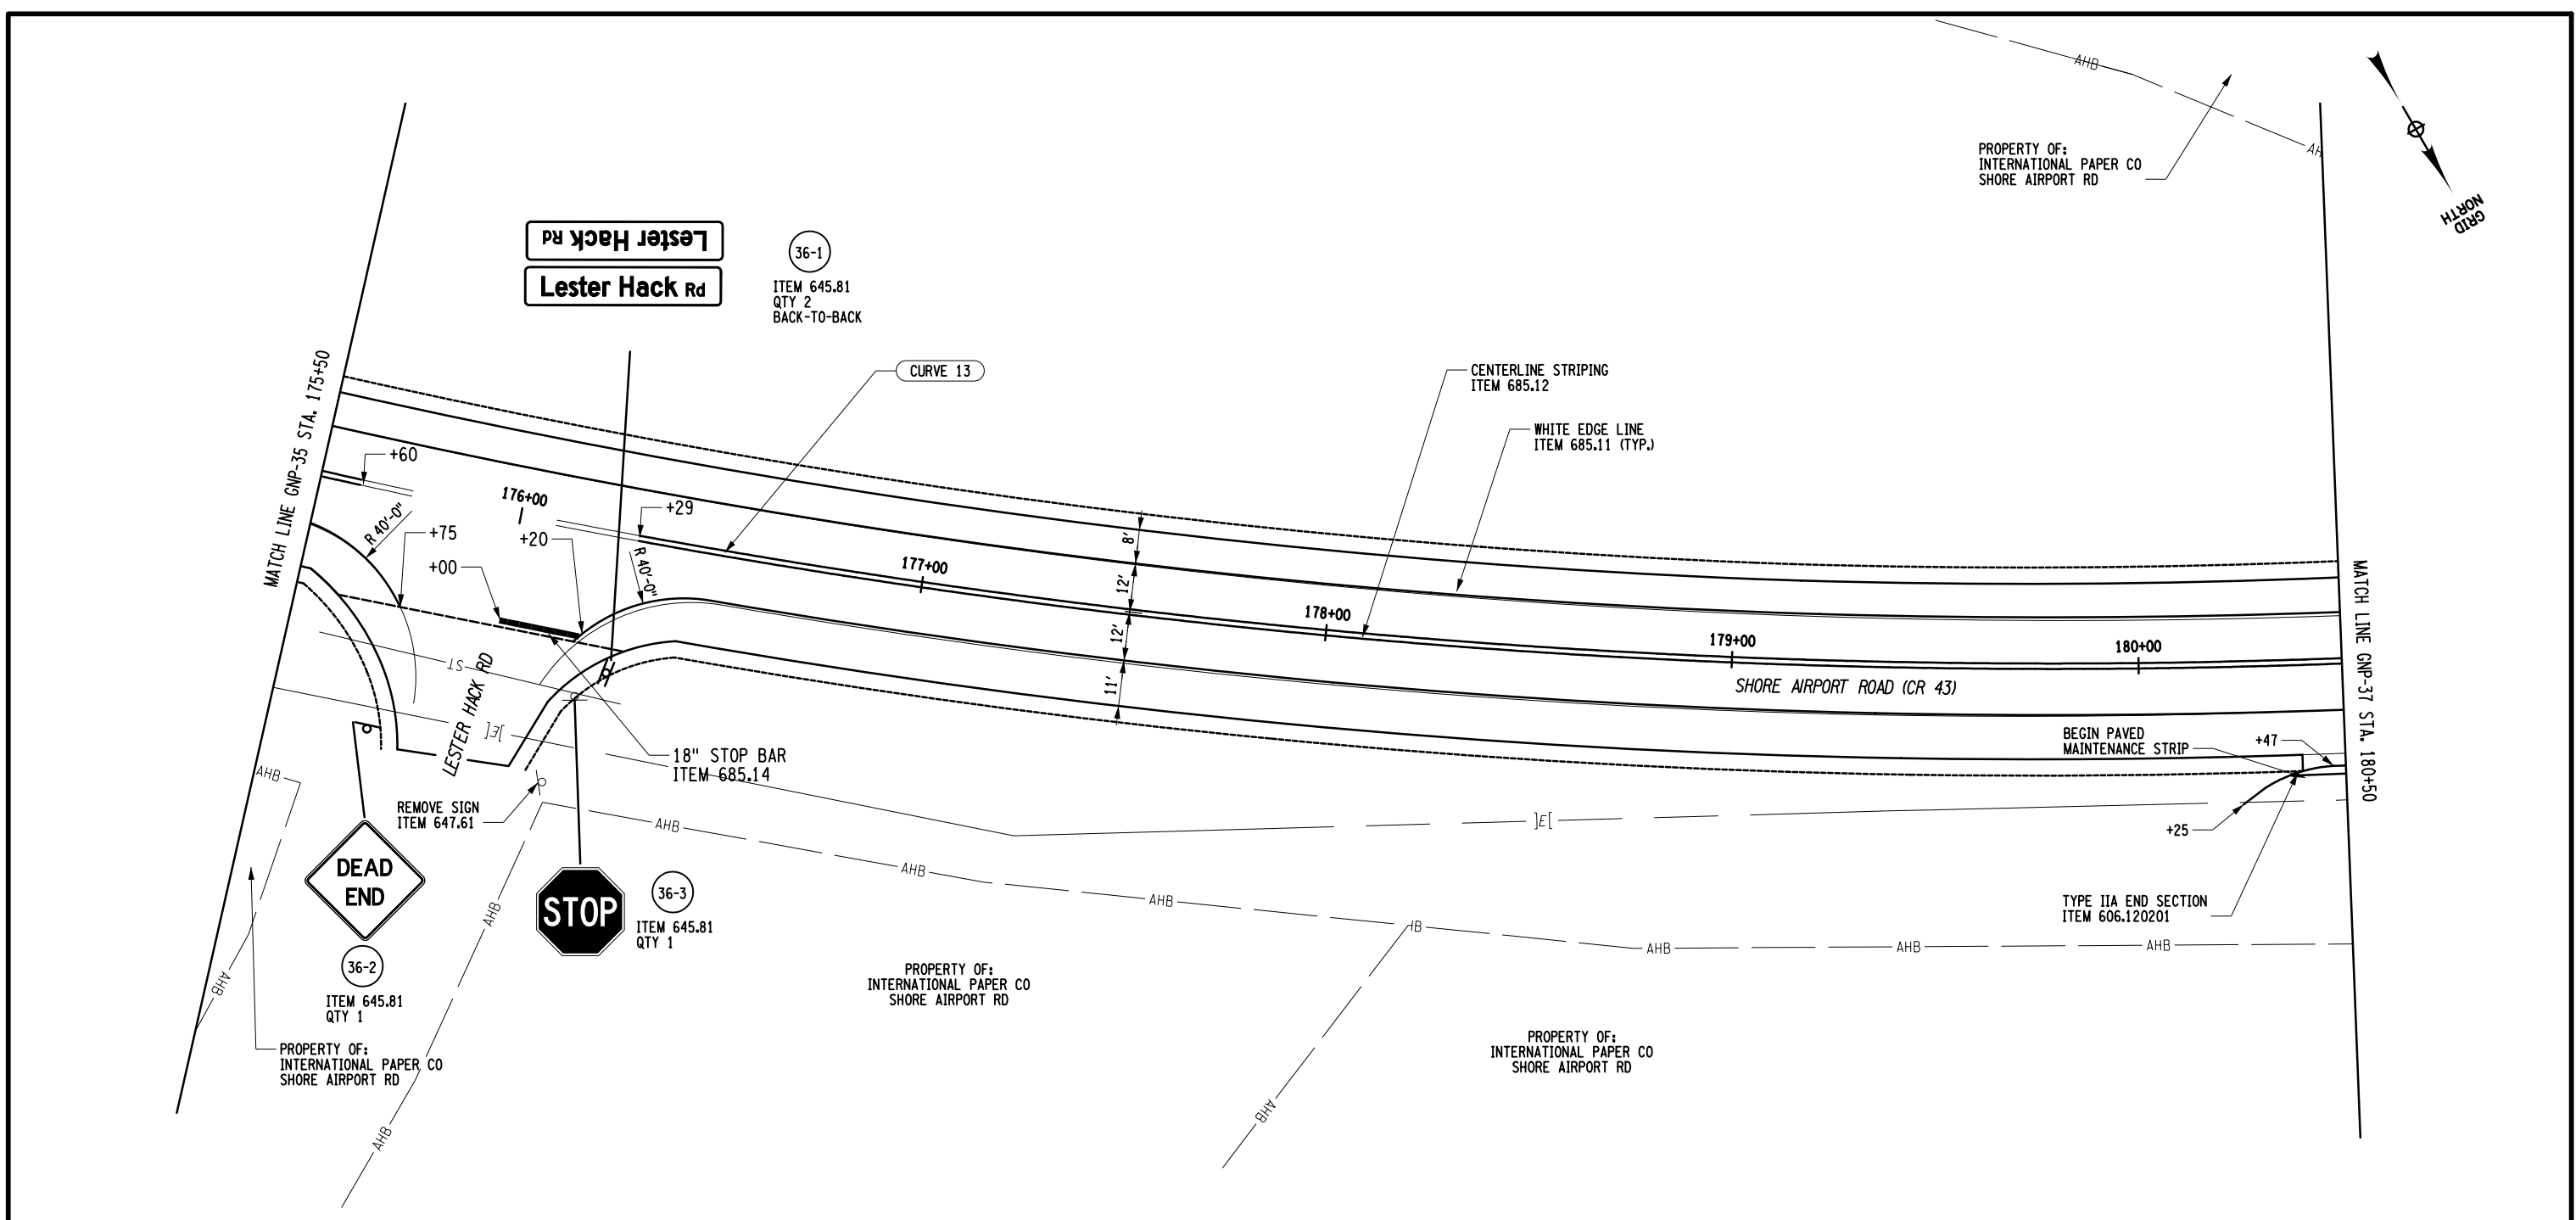 AHB
PROPERTY OF:
INTERNATIONAL PAPER CO
SHORE AIRPORT RD
AH
GRID
NORTH
Lester Hack Rd
Lester Hack Rd
36-1
ITEM 645.81
QTY 2
BACK-TO-BACK
MATCH LINE GNP-35 STA. 175+50
CURVE 13
CENTERLINE STRIPING
ITEM 685.12
WHITE EDGE LINE
ITEM 685.11 (TYP.)
+60
R 40'-0"
176+00
+75
+20
+29
+00
R 40'-0"
177+00
8'
12'
12'
11'
178+00
179+00
180+00
SHORE AIRPORT ROAD (CR 43)
MATCH LINE GNP-37 STA. 180+50
ST
LESTER HACK RD
]E[
18" STOP BAR
ITEM 685.14
BEGIN PAVED
MAINTENANCE STRIP
+47
+25
AHB
REMOVE SIGN
ITEM 647.61
AHB
]E[
AHB
AHB
AHB
IB
AHB
AHB
AHB
TYPE IIA END SECTION
ITEM 606.120201
DEAD
END
36-2
ITEM 645.81
QTY 1
STOP
36-3
ITEM 645.81
QTY 1
AHB
PROPERTY OF:
INTERNATIONAL PAPER CO
SHORE AIRPORT RD
PROPERTY OF:
INTERNATIONAL PAPER CO
SHORE AIRPORT RD
PROPERTY OF:
INTERNATIONAL PAPER CO
SHORE AIRPORT RD
AHB
AHB